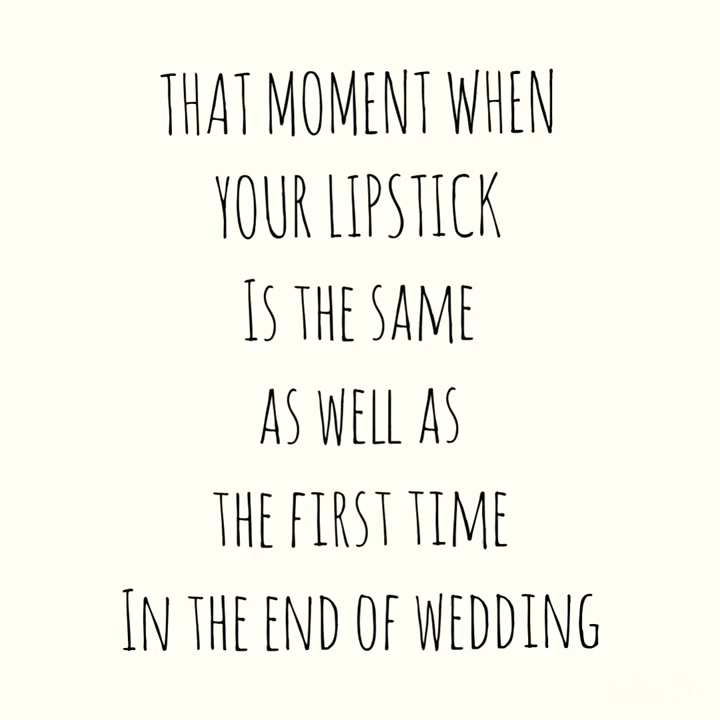 THAT MOMENT WHEN
YOUR LIPSTICK
IS THE SAME
AS WELL AS
THE FIRST TIME
IN THE END OF WEDDING